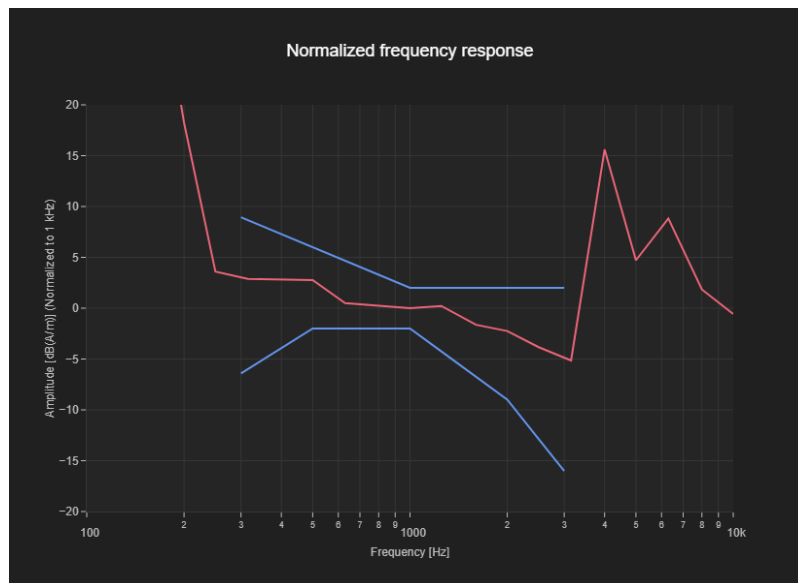 Normalized frequency response
Amplitude [dB(A/m)] (Normalized to 1 kHz)
20
15
10
5
0
−5
−10
−15
−20
100 2 3 4 5 6 7 8 9 1000 2 3 4 5 6 7 8 9 10k
Frequency [Hz]